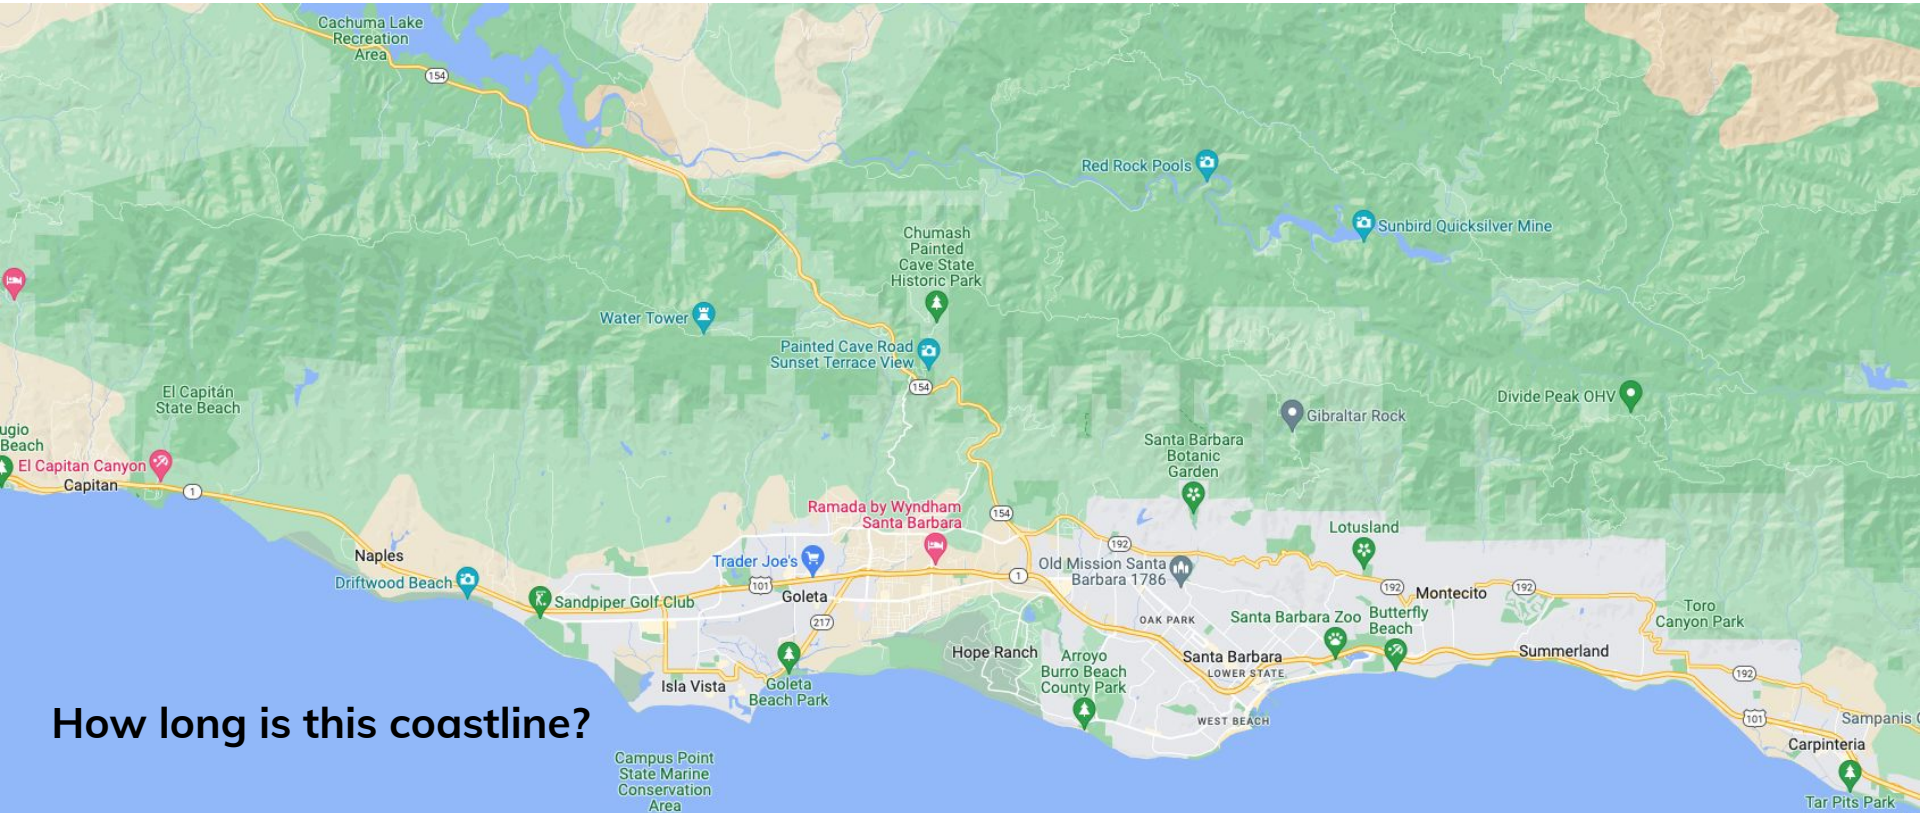 Cachuma Lake
Recreation
Area
154
Red Rock Pools
Sunbird Quicksilver Mine
Chumash
Painted
Cave State
Historic Park
Water Tower
Painted Cave Road
Sunset Terrace View
154
El Capitán
State Beach
Divide Peak OHV
Gibraltar Rock
ugio
Beach
Santa Barbara
Botanic
Garden
El Capitan Canyon
Capitan
1
Ramada by Wyndham
Santa Barbara
154
Lotusland
192
Naples
Trader Joe's
Old Mission Santa
Barbara 1786
Driftwood Beach
101
1
192
Montecito
192
Goleta
Sandpiper Golf Club
217
OAK PARK
Santa Barbara Zoo
Butterfly
Beach
Toro
Canyon Park
Hope Ranch
Arroyo
Burro Beach
County Park
Santa Barbara
LOWER STATE
Summerland
192
Isla Vista
Goleta
Beach Park
How long is this coastline?
WEST BEACH
101
Sampanis C
Carpinteria
Campus Point
State Marine
Conservation
Area
Tar Pits Park